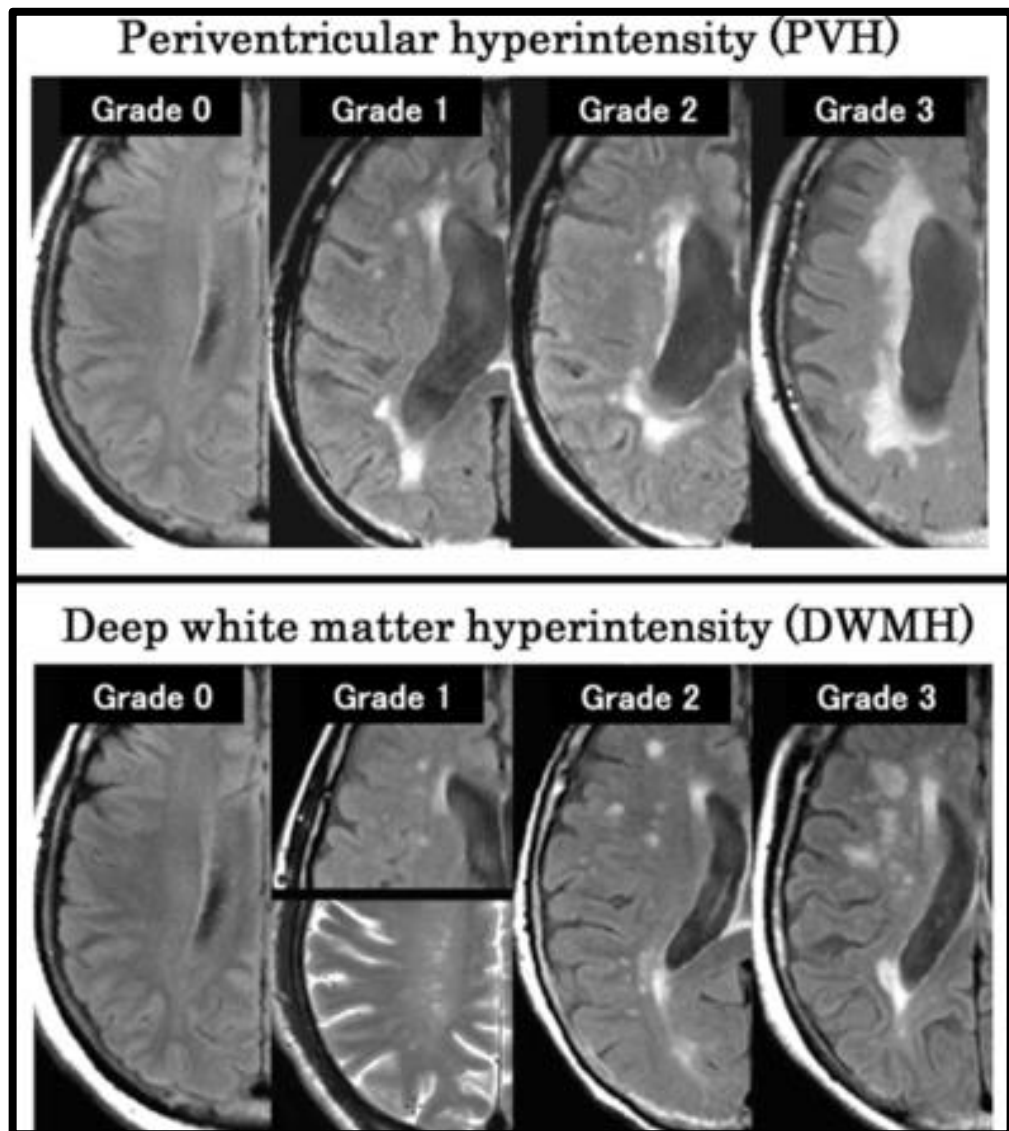 Periventricular hyperintensity (PVH)
Grade 0
Grade 1
Grade 2
Grade 3
Deep white matter hyperintensity (DWMH)
Grade 0
Grade 1
Grade 2
Grade 3